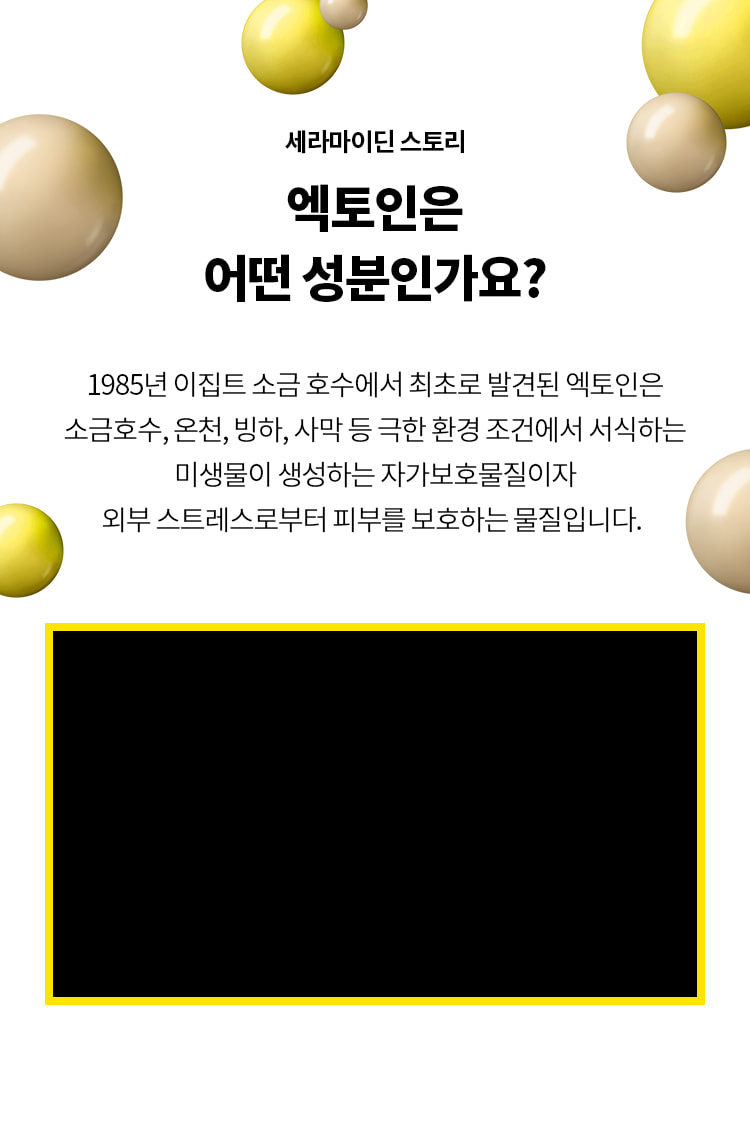 세라마이딘 스토리
엑토인은
어떤 성분인가요?
1985년 이집트 소금 호수에서 최초로 발견된 엑토인은
소금호수, 온천, 빙하, 사막 등 극한 환경 조건에서 서식하는
미생물이 생성하는 자가보호물질이자
외부 스트레스로부터 피부를 보호하는 물질입니다.